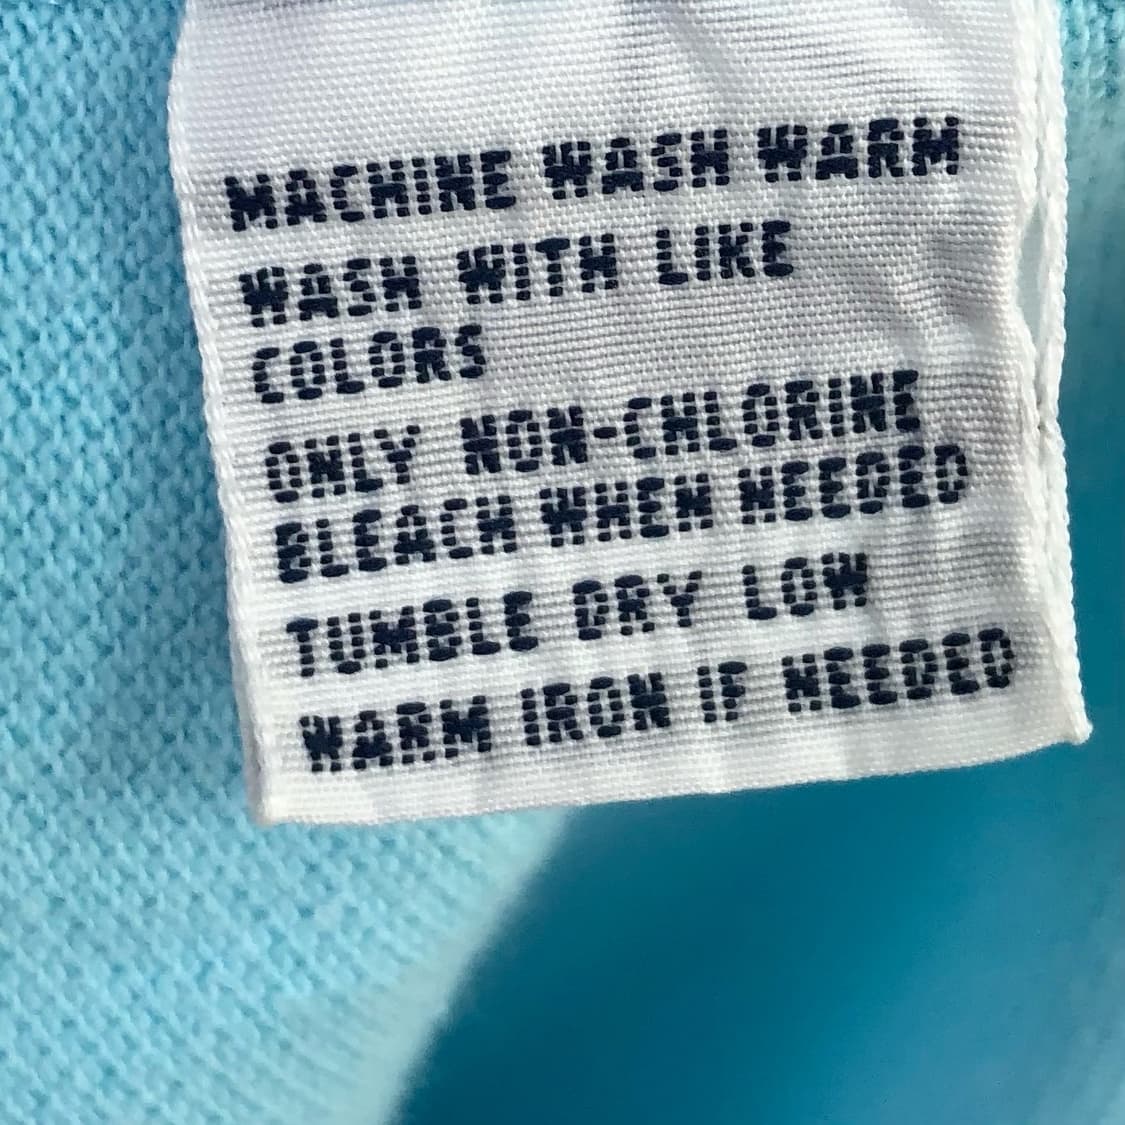 MACHINE WASH WARM
WASH WITH LIKE
COLORS
ONLY NON-CHLORINE
BLEACH WHEN NEEDED
TUMBLE DRY LOW
WARM IRON IF NEEDED